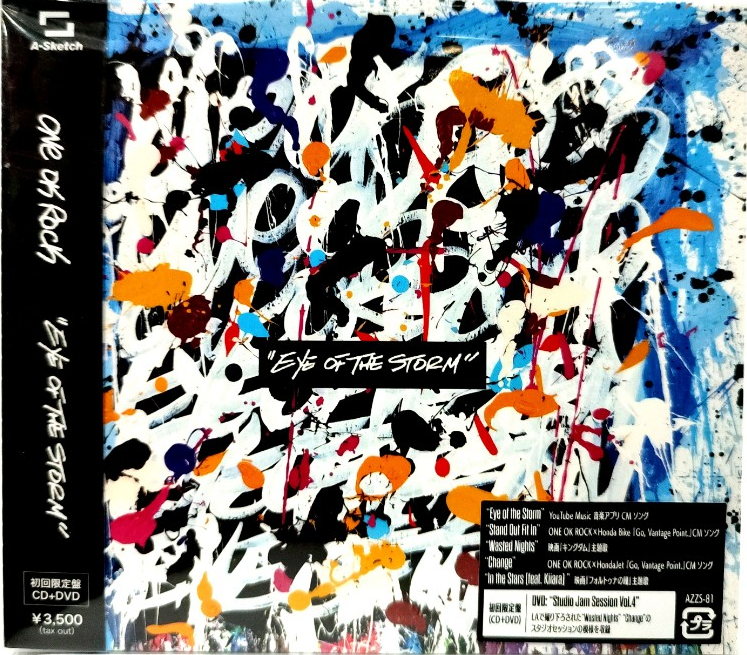 A-Sketch
ONE OK ROCK
"EYE OF THE STORM"
初回限定盤
CD+DVD
¥3,500
(tax out)
"EYE OF THE STORM"
"Eye of the Storm" YouTube Music 音楽アプリ CM ソング
"Stand Out Fit In" ONE OK ROCK×Honda Bike「Go, Vantage Point.」CM ソング
"Wasted Nights" 映画『キングダム』主題歌
"Change" ONE OK ROCK×HondaJet「Go, Vantage Point.」CM ソング
"In the Stars (feat. Kiiara)" 映画『フォルトゥナの瞳』主題歌
初回限定盤
(CD+DVD)
DVD: "Studio Jam Session Vol.4"
LAで撮り下ろされた"Wasted Nights" "Change"の
スタジオセッションの模様を収録
AZZS-81
プラ